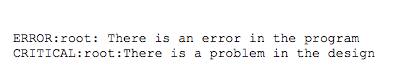 ERROR:root: There is an error in the program
CRITICAL:root:There is a problem in the design